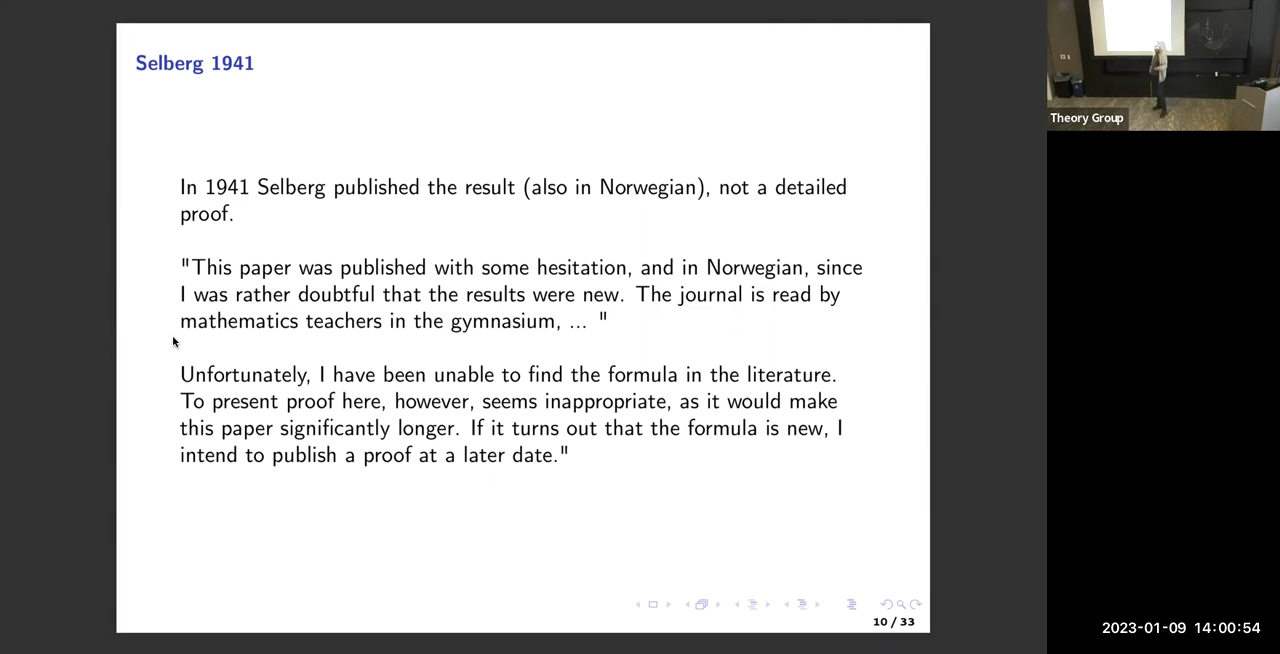 Selberg 1941
In 1941 Selberg published the result (also in Norwegian), not a detailed
proof.
"This paper was published with some hesitation, and in Norwegian, since
I was rather doubtful that the results were new. The journal is read by
mathematics teachers in the gymnasium, ... "
Unfortunately, I have been unable to find the formula in the literature.
To present proof here, however, seems inappropriate, as it would make
this paper significantly longer. If it turns out that the formula is new, I
intend to publish a proof at a later date."
10 / 33
Theory Group
2023-01-09 14:00:54